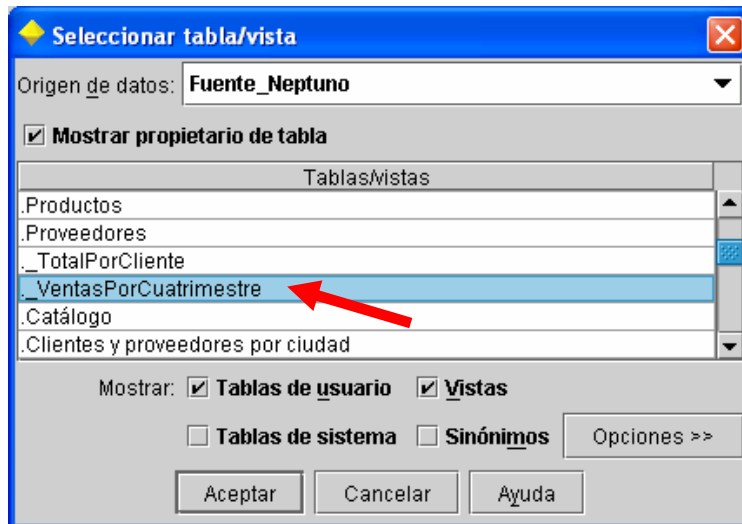 Seleccionar tabla/vista
Origen de datos: Fuente_Neptuno
Mostrar propietario de tabla
Tablas/vistas
.Productos
.Proveedores
._TotalPorCliente
._VentasPorCuatrimestre
.Catálogo
.Clientes y proveedores por ciudad
Mostrar: Tablas de usuario Vistas
Tablas de sistema Sinónimos Opciones >>
Aceptar Cancelar Ayuda